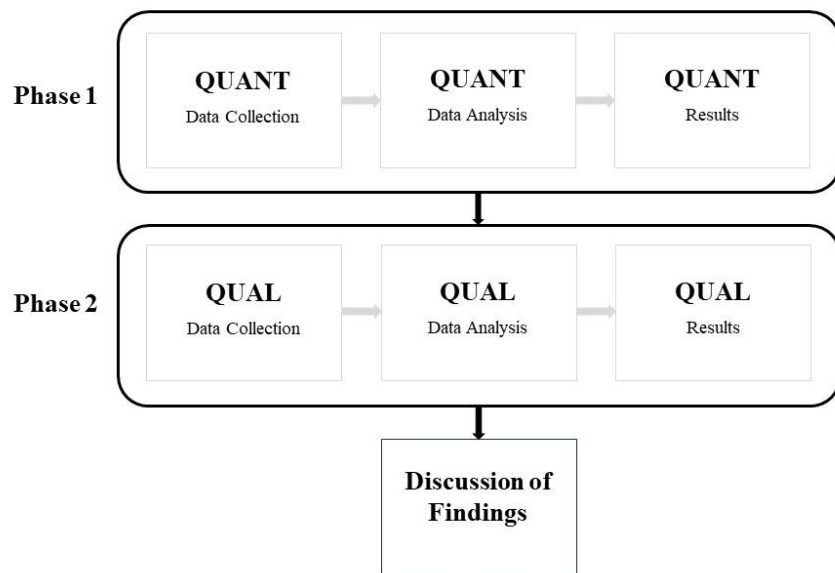 Phase 1
QUANT
Data Collection
QUANT
Data Analysis
QUANT
Results
Phase 2
QUAL
Data Collection
QUAL
Data Analysis
QUAL
Results
Discussion of
Findings